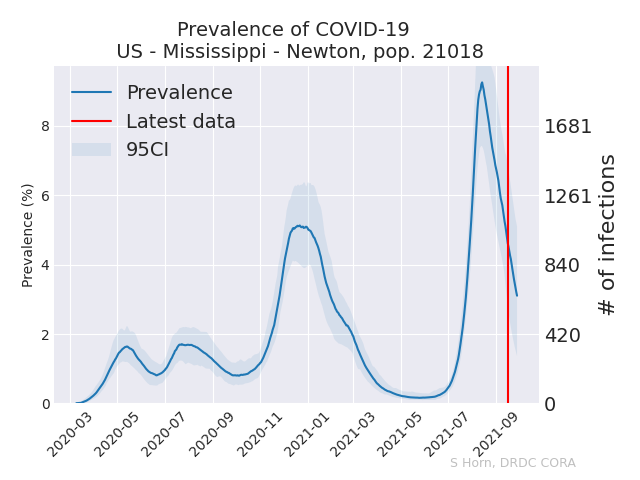 Prevalence of COVID-19
US - Mississippi - Newton, pop. 21018
Prevalence
Latest data
95CI
Prevalence (%)
8
6
4
2
0
1681
1261
840
420
0
# of infections
2020-03
2020-05
2020-07
2020-09
2020-11
2021-01
2021-03
2021-05
2021-07
2021-09
S Horn, DRDC CORA